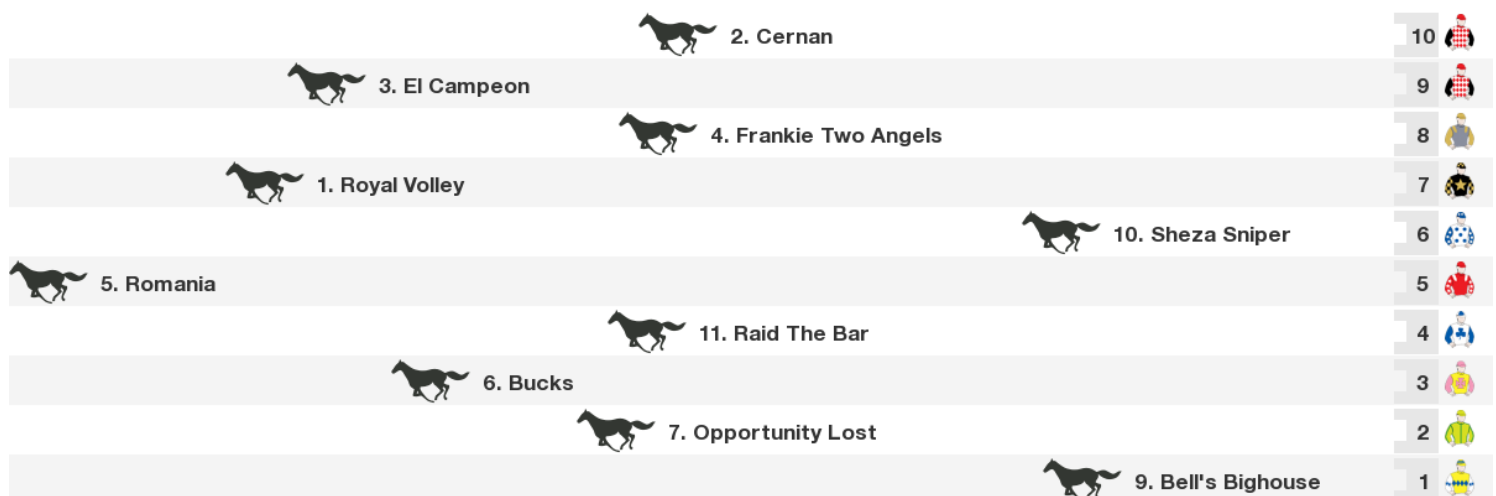 2. Cernan 10
3. El Campeon 9
4. Frankie Two Angels 8
1. Royal Volley 7
10. Sheza Sniper 6
5. Romania 5
11. Raid The Bar 4
6. Bucks 3
7. Opportunity Lost 2
9. Bell's Bighouse 1